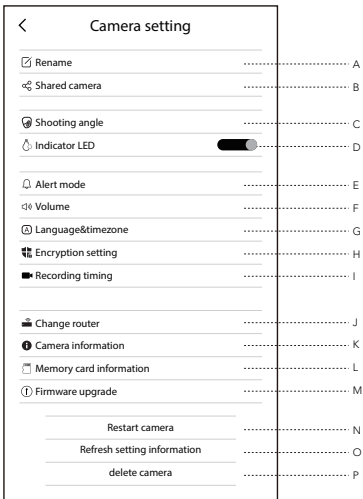 Camera setting
Rename A
Shared camera B
Shooting angle C
Indicator LED D
Alert mode E
Volume F
Language&timezone G
Encryption setting H
Recording timing I
Change router J
Camera information K
Memory card information L
Firmware upgrade M
Restart camera N
Refresh setting information O
delete camera P